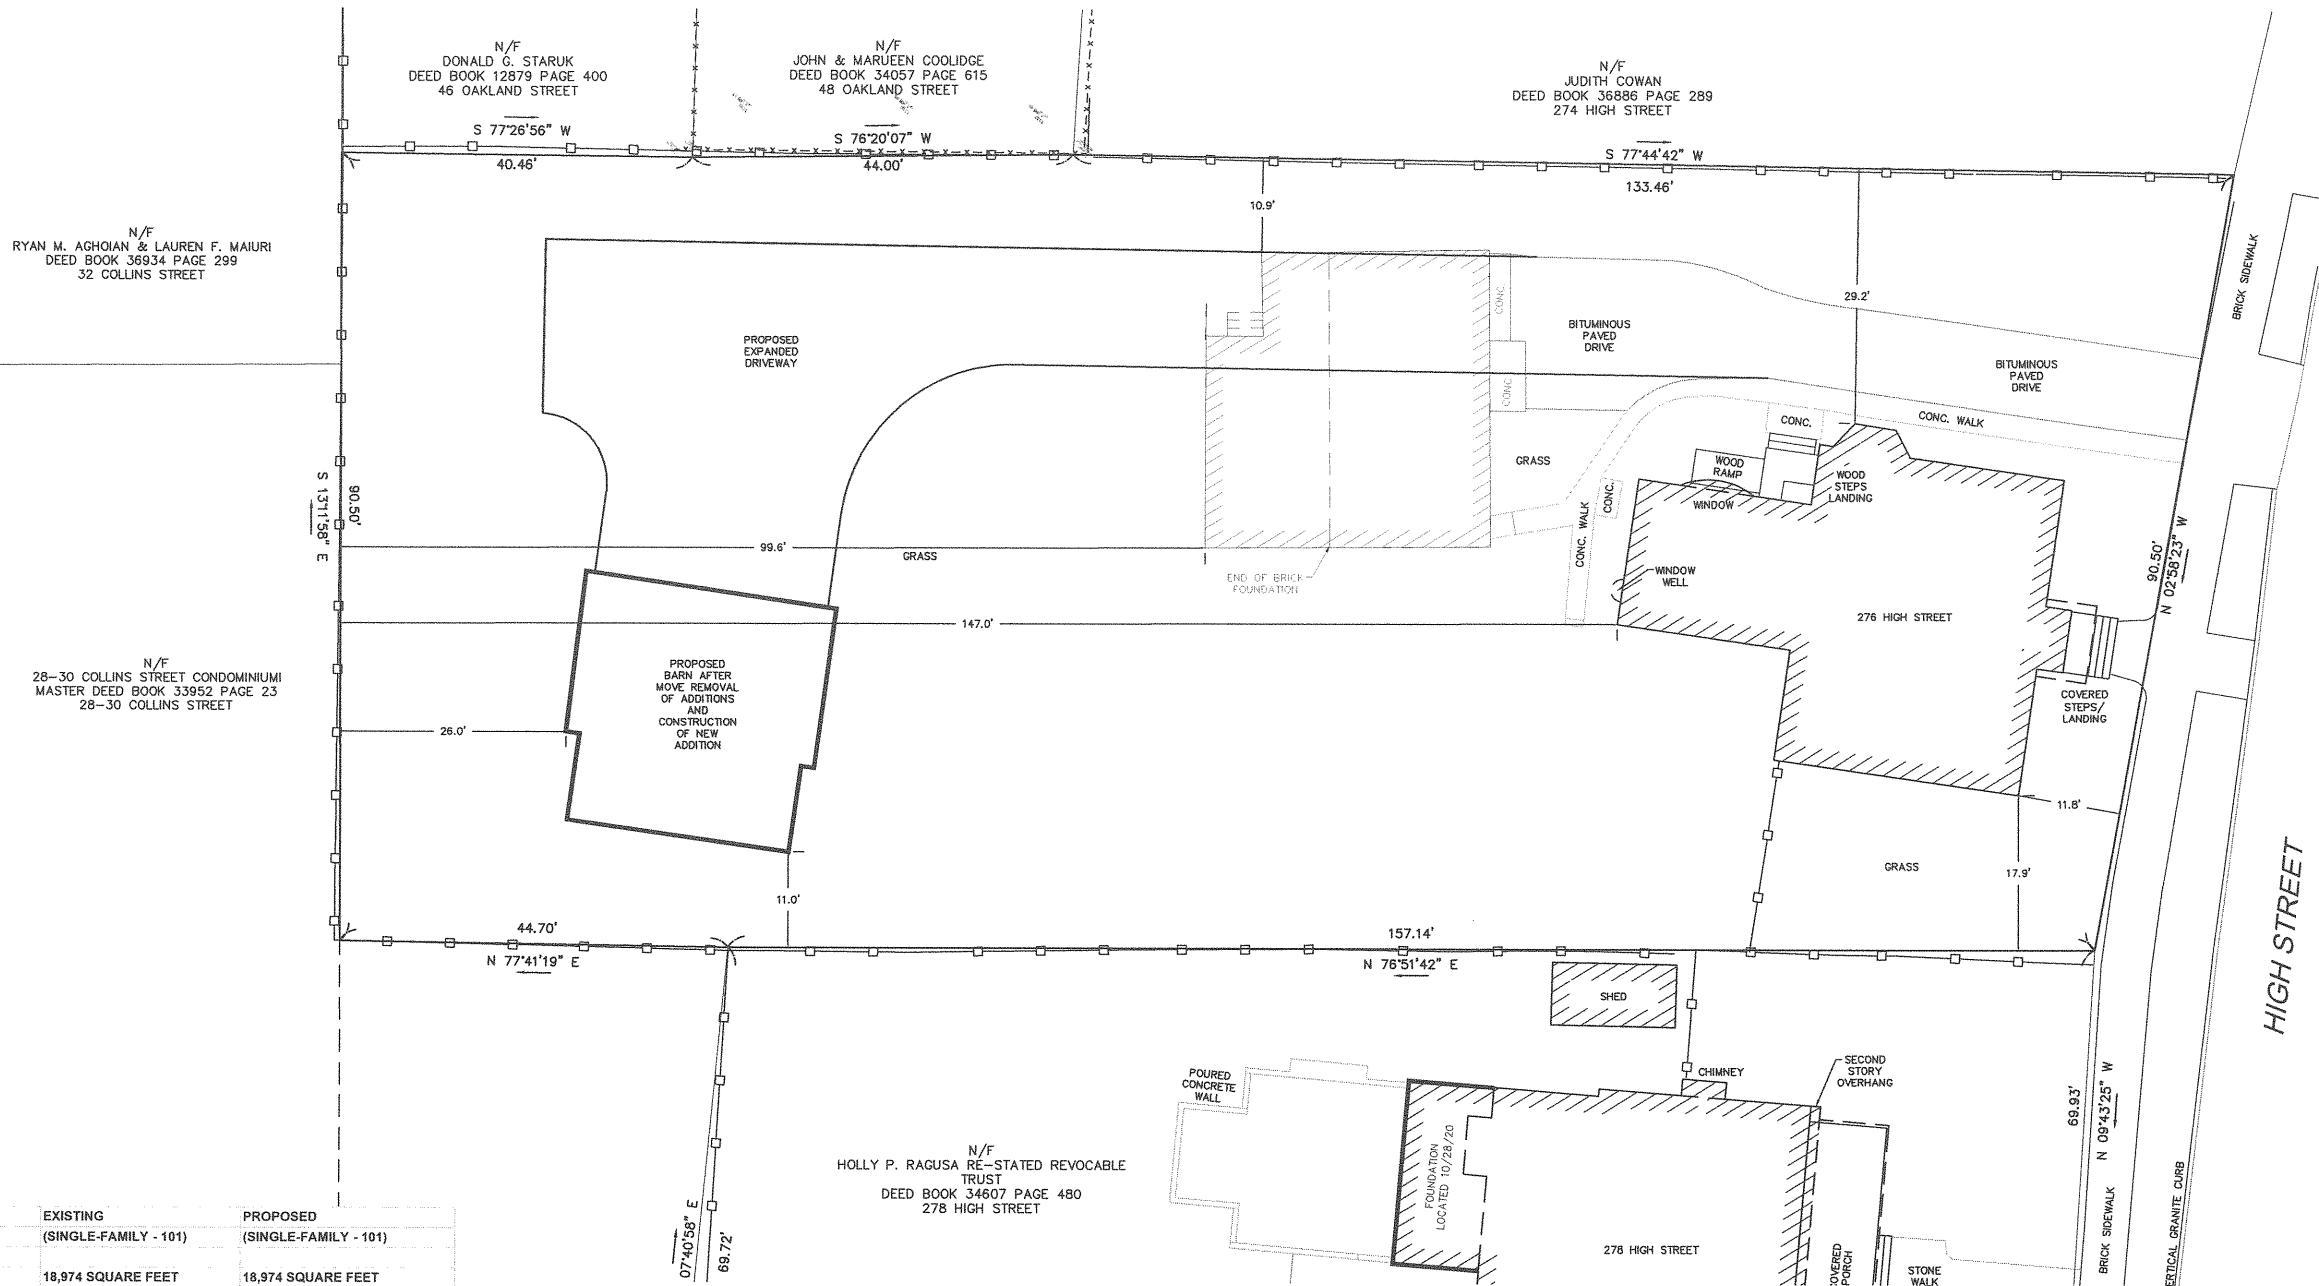 N/F
DONALD G. STARUK
DEED BOOK 12879 PAGE 400
46 OAKLAND STREET
N/F
JOHN & MARUEEN COOLIDGE
DEED BOOK 34057 PAGE 615
48 OAKLAND STREET
N/F
JUDITH COWAN
DEED BOOK 36886 PAGE 289
274 HIGH STREET
S 77°26'56" W
40.46'
S 76°20'07" W
44.00'
S 77°44'42" W
133.46'
N/F
RYAN M. AGHOIAN & LAUREN F. MAIURI
DEED BOOK 36934 PAGE 299
32 COLLINS STREET
10.9'
29.2'
BRICK SIDEWALK
PROPOSED
EXPANDED
DRIVEWAY
CONC.
CONC
BITUMINOUS
PAVED
DRIVE
BITUMINOUS
PAVED
DRIVE
CONC. WALK
CONC.
GRASS
WOOD
RAMP
WOOD
STEPS
LANDING
WINDOW
CONC.
CONC. WALK
S 13°11'58" E
90.50'
99.6'
GRASS
END OF BRICK
FOUNDATION
WINDOW
WELL
90.50'
N 02°58'23" W
147.0'
276 HIGH STREET
N/F
28-30 COLLINS STREET CONDOMINIUMI
MASTER DEED BOOK 33952 PAGE 23
28-30 COLLINS STREET
PROPOSED
BARN AFTER
MOVE REMOVAL
OF ADDITIONS
AND
CONSTRUCTION
OF NEW
ADDITION
26.0'
COVERED
STEPS/
LANDING
11.8'
GRASS
17.9'
11.0'
HIGH STREET
44.70'
N 77°41'19" E
157.14'
N 76°51'42" E
SHED
POURED
CONCRETE
WALL
CHIMNEY
SECOND
STORY
OVERHANG
69.93'
N 09°43'25" W
N/F
HOLLY P. RAGUSA RE-STATED REVOCABLE
TRUST
DEED BOOK 34607 PAGE 480
278 HIGH STREET
FOUNDATION
LOCATED 10/28/20
07°40'58" E
69.72'
278 HIGH STREET
COVERED
PORCH
STONE
WALK
BRICK SIDEWALK
ERTICAL GRANITE CURB
EXISTING PROPOSED
(SINGLE-FAMILY - 101) (SINGLE-FAMILY - 101)
18,974 SQUARE FEET 18,974 SQUARE FEET